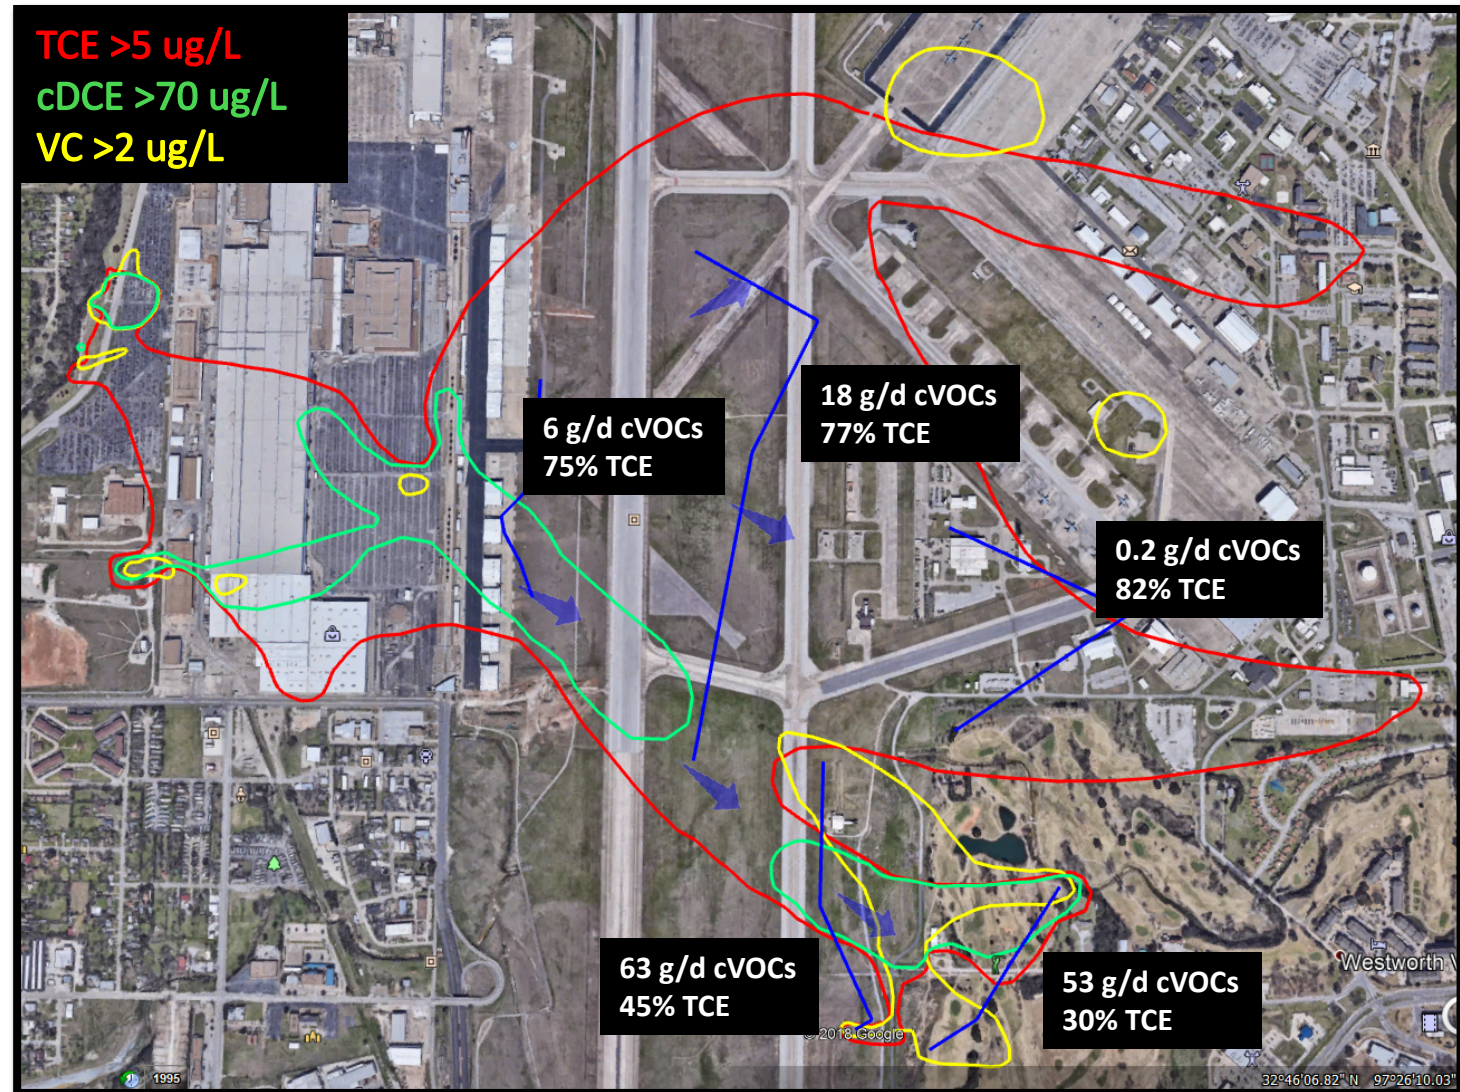 TCE >5 ug/L
cDCE >70 ug/L
VC >2 ug/L
18 g/d cVOCs
77% TCE
6 g/d cVOCs
75% TCE
0.2 g/d cVOCs
82% TCE
63 g/d cVOCs
45% TCE
53 g/d cVOCs
30% TCE
Westworth V
© 2018 Google
1995
32°46'06.82" N 97°26'10.03"